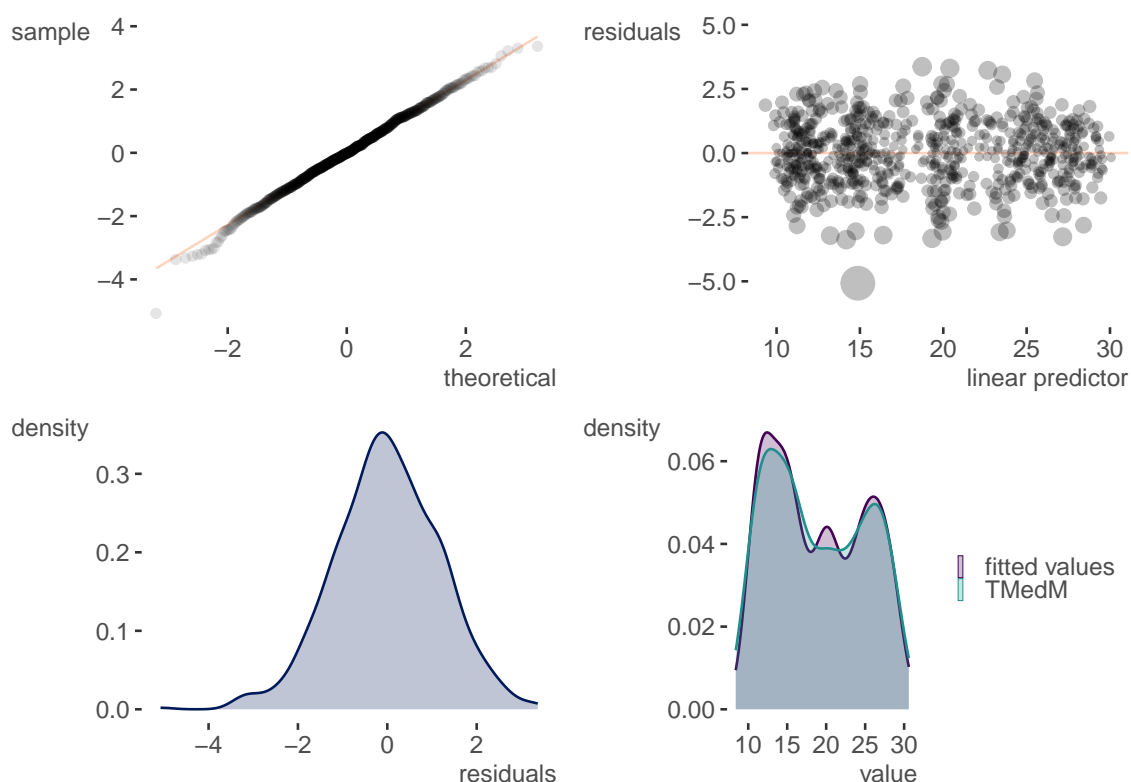 sample
4
2
0
−2
−4
−2 0 2
theoretical
residuals
5.0
2.5
0.0
−2.5
−5.0
10 15 20 25 30
linear predictor
density
0.3
0.2
0.1
0.0
−4 −2 0 2
residuals
density
0.06
0.04
0.02
0.00
10 15 20 25 30
value
fitted values
TMedM